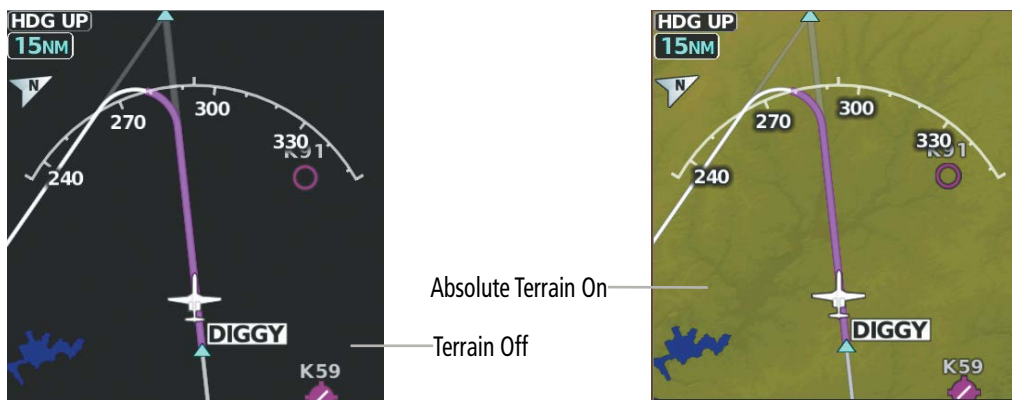 HDG UP
15NM
N
240
270
300
330
K91
DIGGY
K59
Absolute Terrain On
Terrain Off
HDG UP
15NM
N
240
270
300
330
K91
DIGGY
K59